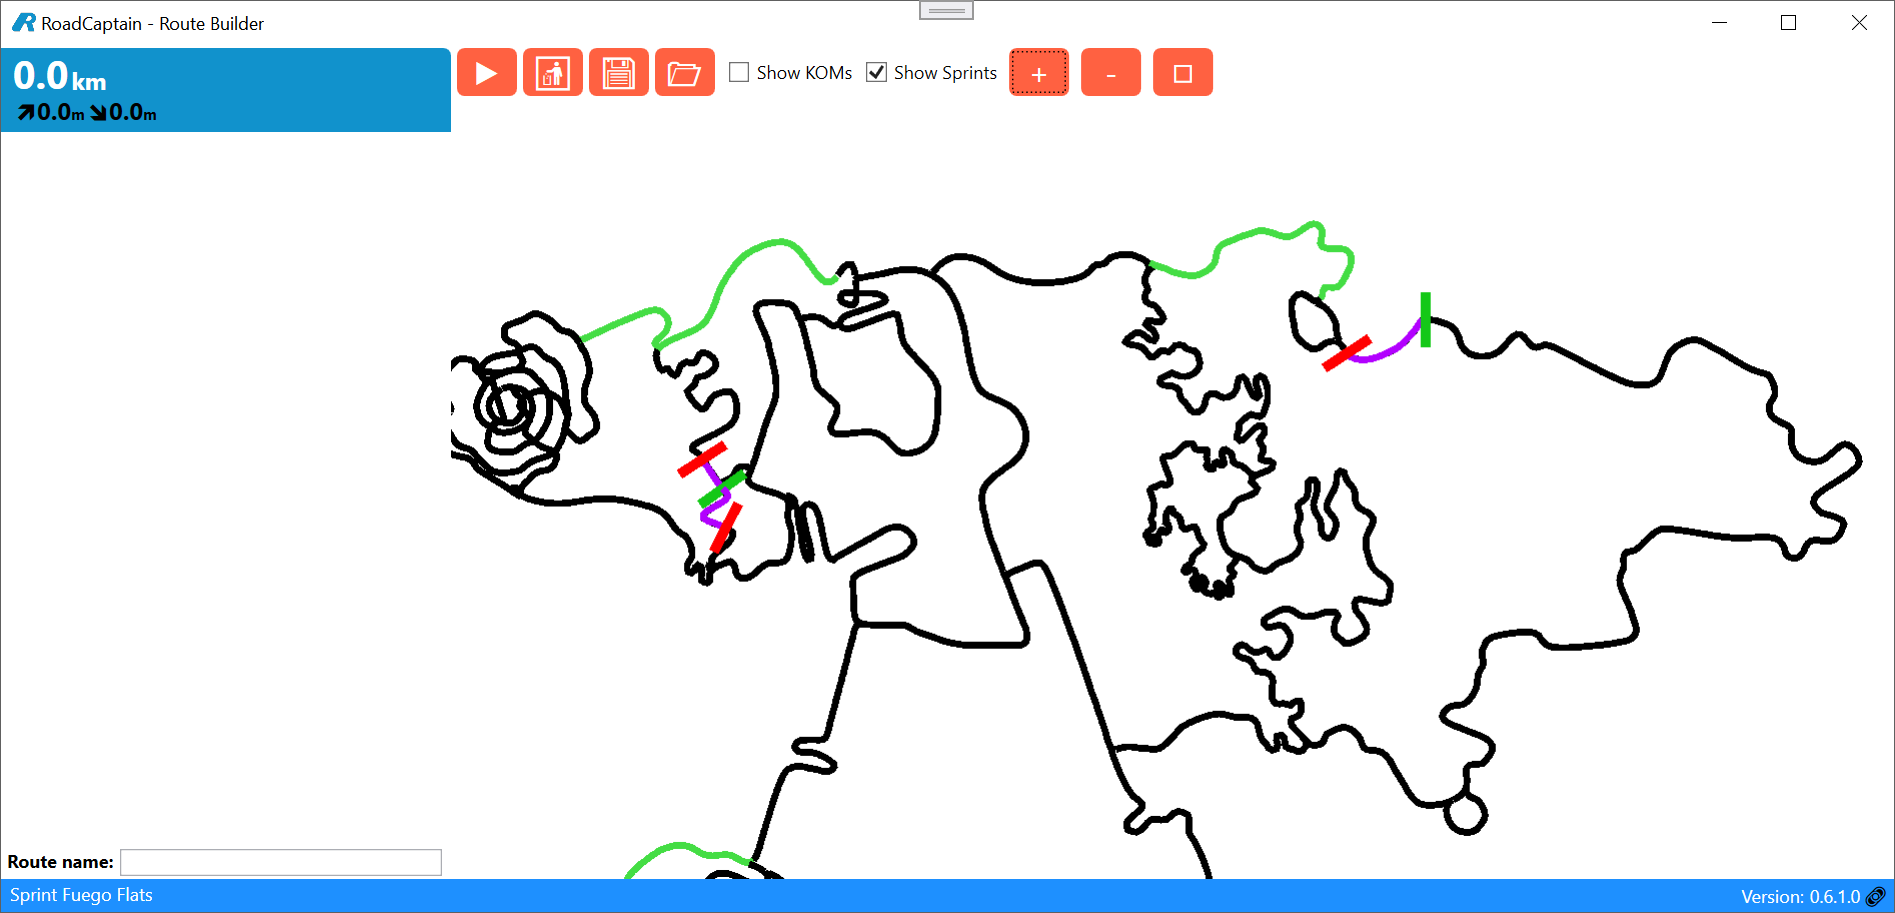 RoadCaptain - Route Builder
0.0 km
0.0m 0.0m
Show KOMs
Show Sprints
+
-
Route name:
Sprint Fuego Flats
Version: 0.6.1.0